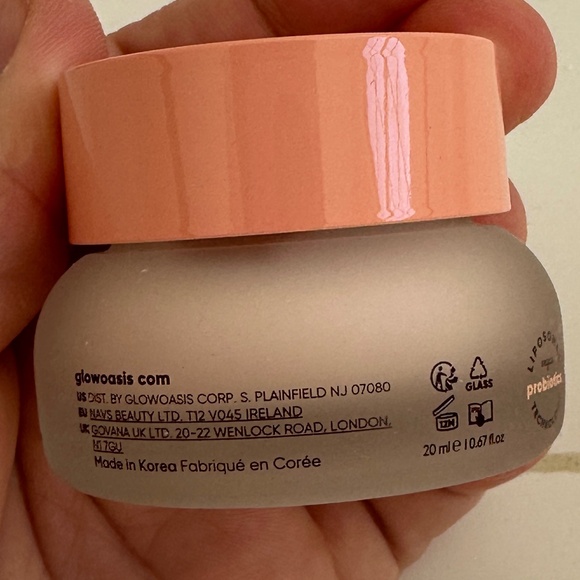 glowoasis com
US DIST. BY GLOWOASIS CORP. S. PLAINFIELD NJ 07080
EU NAVS BEAUTY LTD. T12 V045 IRELAND
UK GOVANA UK LTD. 20-22 WENLOCK ROAD, LONDON,
N1 7GU
Made in Korea Fabriqué en Corée
GLASS
12M
20 ml e | 0.67 fl.oz
probiotics